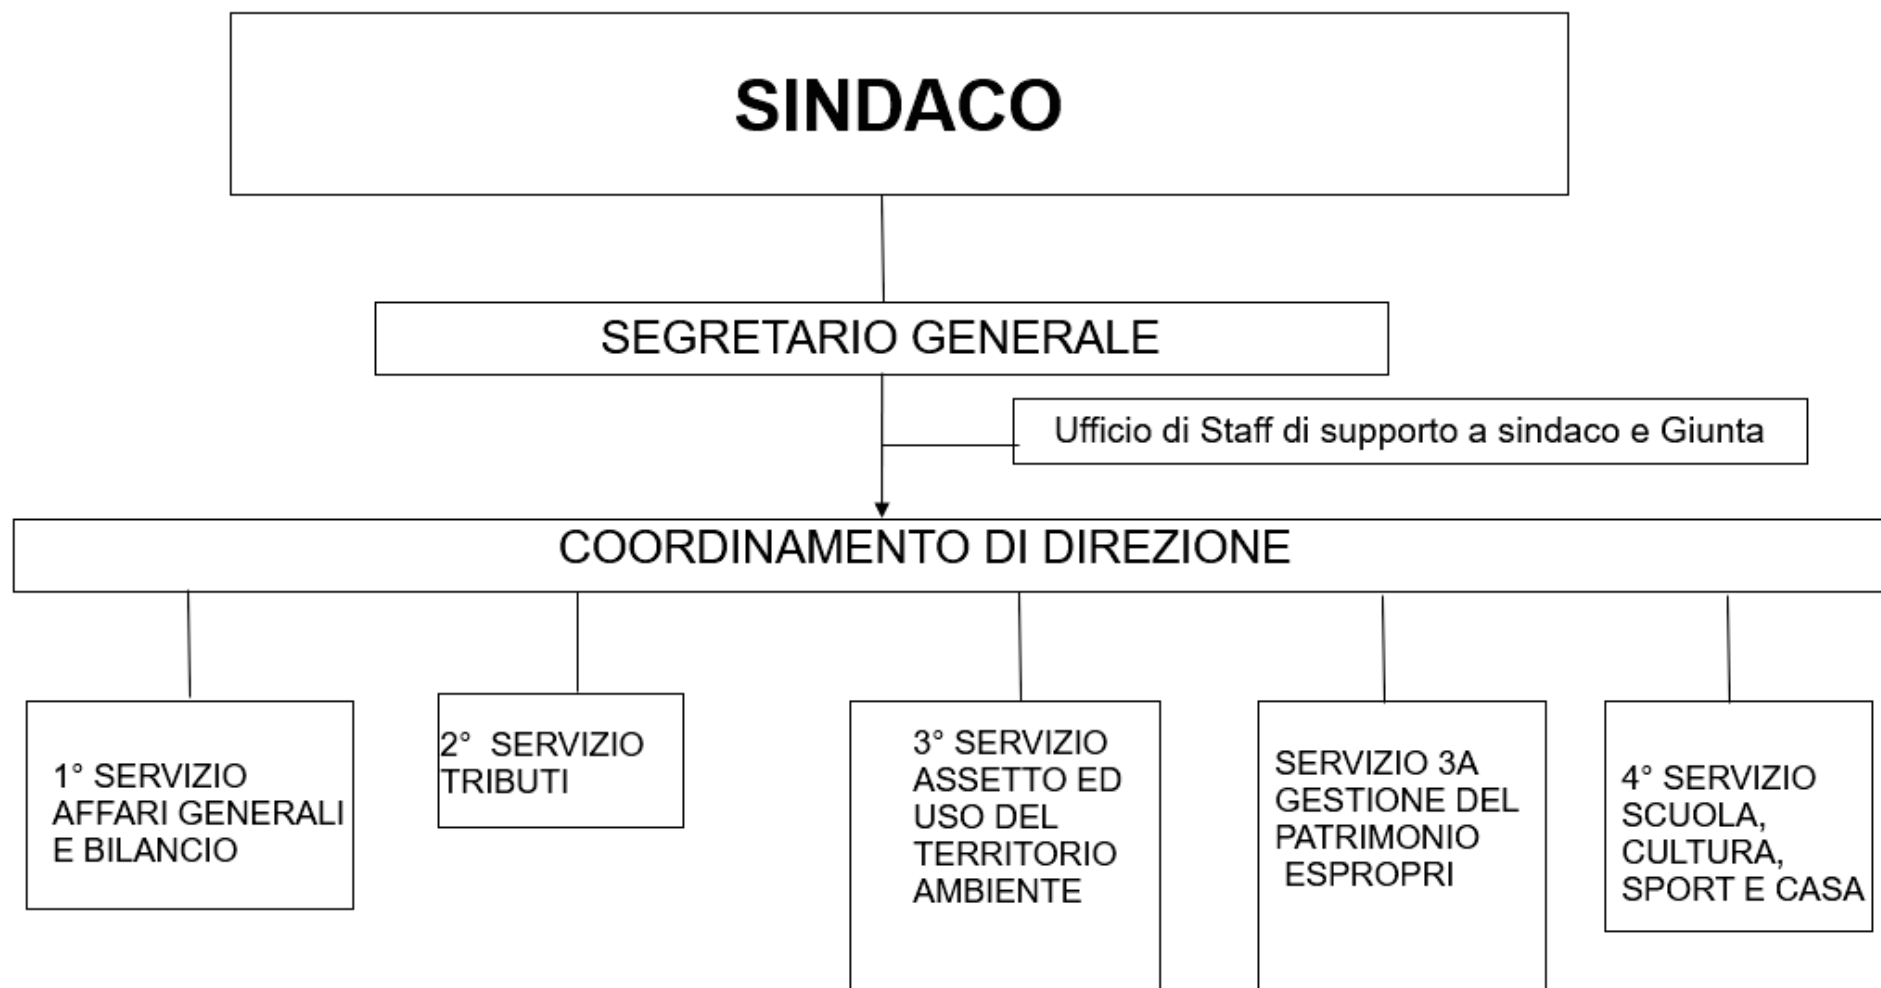 SINDACO
SEGRETARIO GENERALE
Ufficio di Staff di supporto a sindaco e Giunta
COORDINAMENTO DI DIREZIONE
1° SERVIZIO
AFFARI GENERALI
E BILANCIO
2° SERVIZIO
TRIBUTI
3° SERVIZIO
ASSETTO ED
USO DEL
TERRITORIO
AMBIENTE
SERVIZIO 3A
GESTIONE DEL
PATRIMONIO
ESPROPRI
4° SERVIZIO
SCUOLA,
CULTURA,
SPORT E CASA